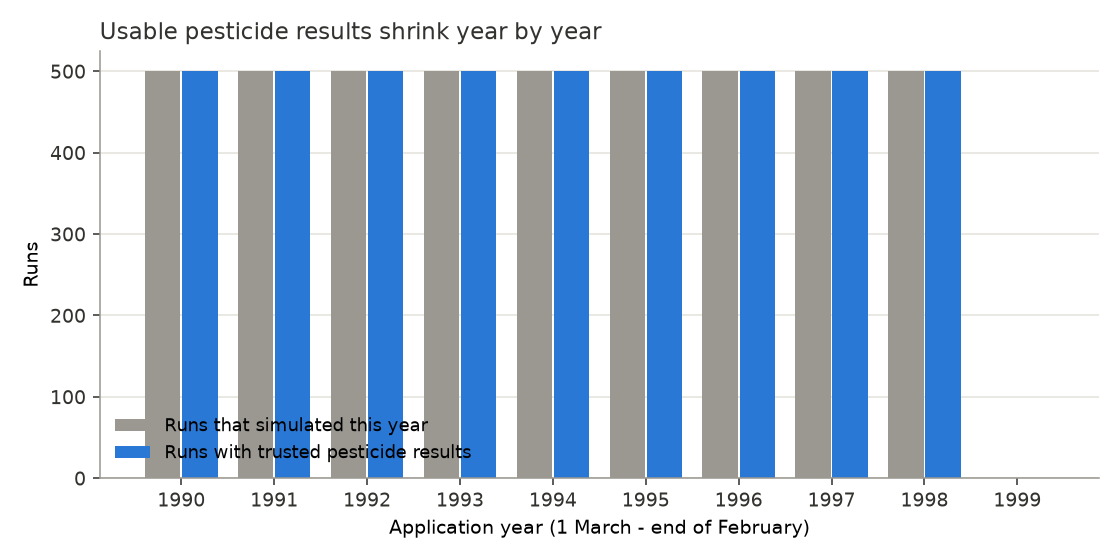 Usable pesticide results shrink year by year
500
400
300
200
100
0
Runs
Runs that simulated this year
Runs with trusted pesticide results
1990 1991 1992 1993 1994 1995 1996 1997 1998 1999
Application year (1 March - end of February)